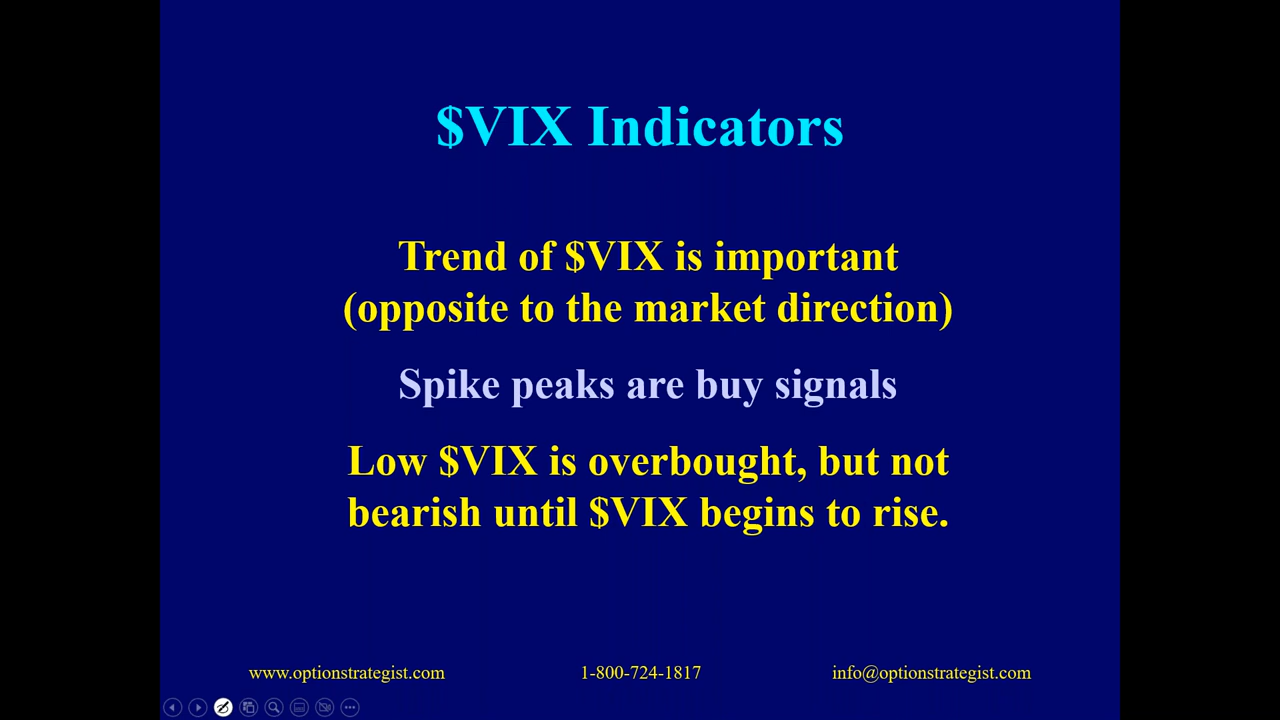 $VIX Indicators
Trend of $VIX is important
(opposite to the market direction)
Spike peaks are buy signals
Low $VIX is overbought, but not
bearish until $VIX begins to rise.
www.optionstrategist.com 1-800-724-1817 info@optionstrategist.com